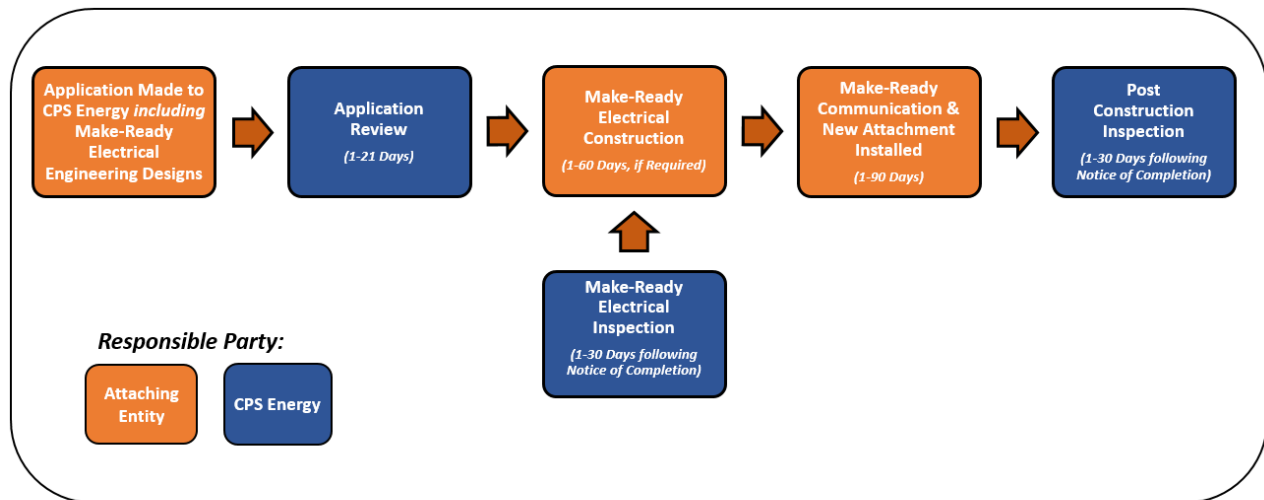 Application Made to
CPS Energy including
Make-Ready
Electrical
Engineering Designs
Application
Review
(1-21 Days)
Make-Ready
Electrical
Construction
(1-60 Days, if Required)
Make-Ready
Communication &
New Attachment
Installed
(1-90 Days)
Post
Construction
Inspection
(1-30 Days following
Notice of Completion)
Make-Ready
Electrical
Inspection
(1-30 Days following
Notice of Completion)
Responsible Party:
Attaching
Entity
CPS Energy